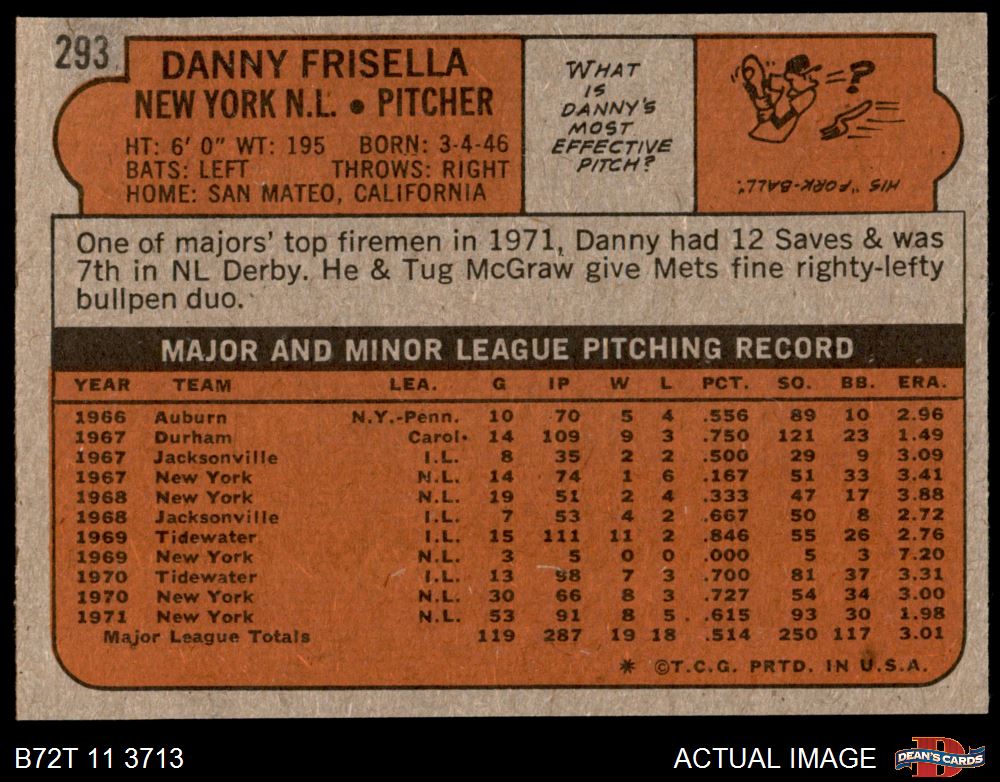 293
DANNY FRISELLA
NEW YORK N.L. • PITCHER
HT: 6' 0" WT: 195 BORN: 3-4-46
BATS: LEFT THROWS: RIGHT
HOME: SAN MATEO, CALIFORNIA
WHAT
IS
DANNY'S
MOST
EFFECTIVE
PITCH?
= ?
HIS "FORK-BALL".
One of majors' top firemen in 1971, Danny had 12 Saves & was
7th in NL Derby. He & Tug McGraw give Mets fine righty-lefty
bullpen duo.
MAJOR AND MINOR LEAGUE PITCHING RECORD
YEAR TEAM LEA. G IP W L PCT. SO. BB. ERA.
1966 Auburn N.Y.-Penn. 10 70 5 4 .556 89 10 2.96
1967 Durham Carol. 14 109 9 3 .750 121 23 1.49
1967 Jacksonville I.L. 8 35 2 2 .500 29 9 3.09
1967 New York N.L. 14 74 1 6 .167 51 33 3.41
1968 New York N.L. 19 51 2 4 .333 47 17 3.88
1968 Jacksonville I.L. 7 53 4 2 .667 50 8 2.72
1969 Tidewater I.L. 15 111 11 2 .846 55 26 2.76
1969 New York N.L. 3 5 0 0 .000 5 3 7.20
1970 Tidewater I.L. 13 98 7 3 .700 81 37 3.31
1970 New York N.L. 30 66 8 3 .727 54 34 3.00
1971 New York N.L. 53 91 8 5 .615 93 30 1.98
Major League Totals 119 287 19 18 .514 250 117 3.01
* ©T.C.G. PRTD. IN U.S.A.
B72T 11 3713
ACTUAL IMAGE
D
DEAN'S CARDS